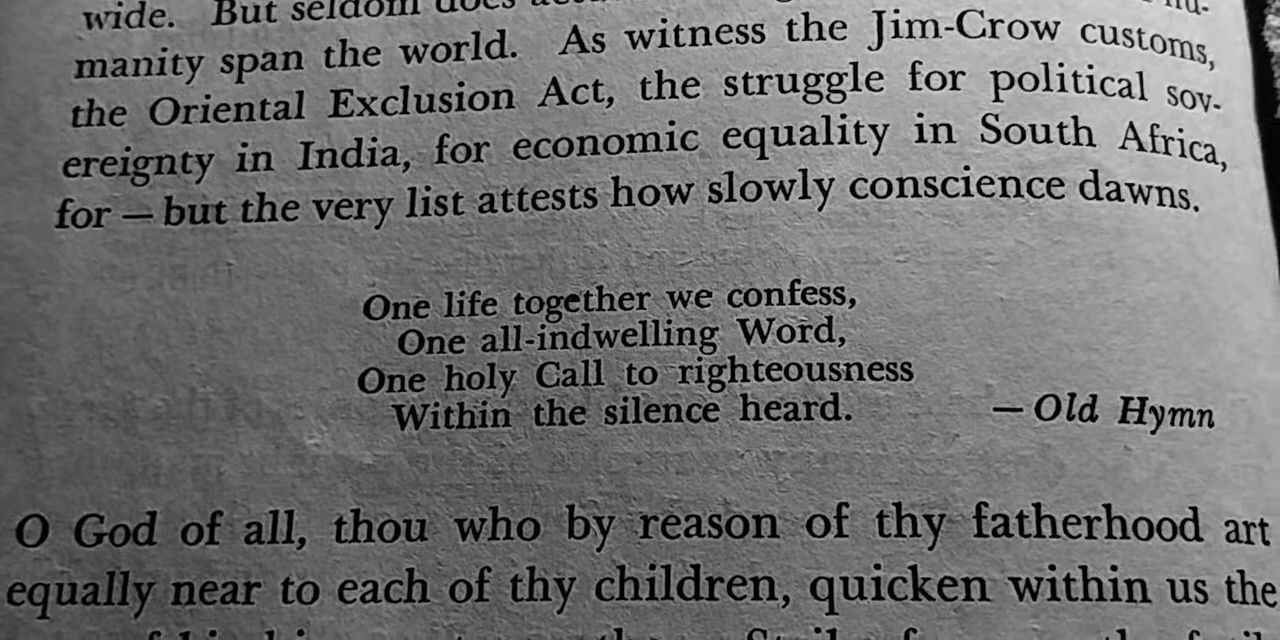 wide. But seldom does
manity span the world. As witness the Jim-Crow customs,
the Oriental Exclusion Act, the struggle for political sov-
ereignty in India, for economic equality in South Africa,
for — but the very list attests how slowly conscience dawns.
One life together we confess,
One all-indwelling Word,
One holy Call to righteousness
Within the silence heard.
— Old Hymn
O God of all, thou who by reason of thy fatherhood art
equally near to each of thy children, quicken within us the